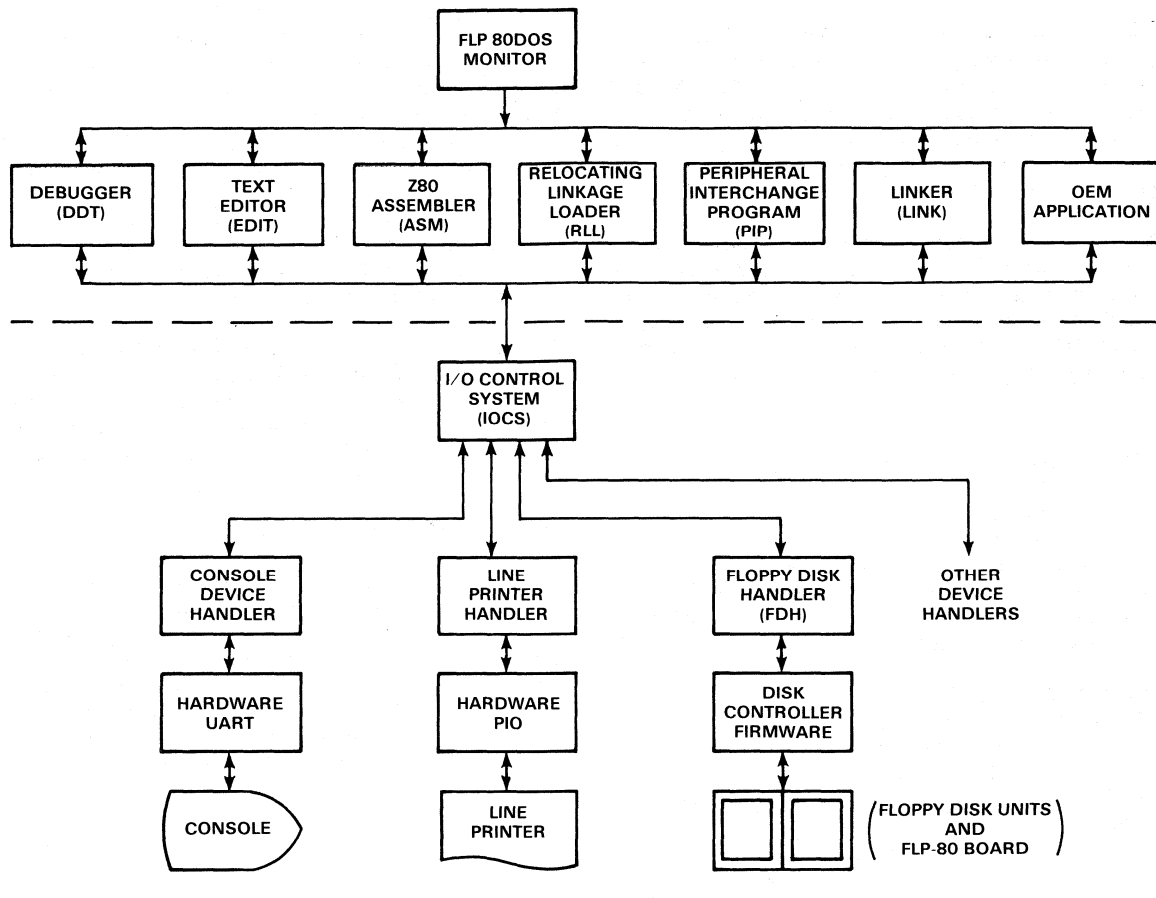 FLP 80DOS
MONITOR
DEBUGGER
(DDT)
TEXT
EDITOR
(EDIT)
Z80
ASSEMBLER
(ASM)
RELOCATING
LINKAGE
LOADER
(RLL)
PERIPHERAL
INTERCHANGE
PROGRAM
(PIP)
LINKER
(LINK)
OEM
APPLICATION
I/O CONTROL
SYSTEM
(IOCS)
CONSOLE
DEVICE
HANDLER
LINE
PRINTER
HANDLER
FLOPPY DISK
HANDLER
(FDH)
OTHER
DEVICE
HANDLERS
HARDWARE
UART
HARDWARE
PIO
DISK
CONTROLLER
FIRMWARE
CONSOLE
LINE
PRINTER
(FLOPPY DISK UNITS
AND
FLP-80 BOARD)